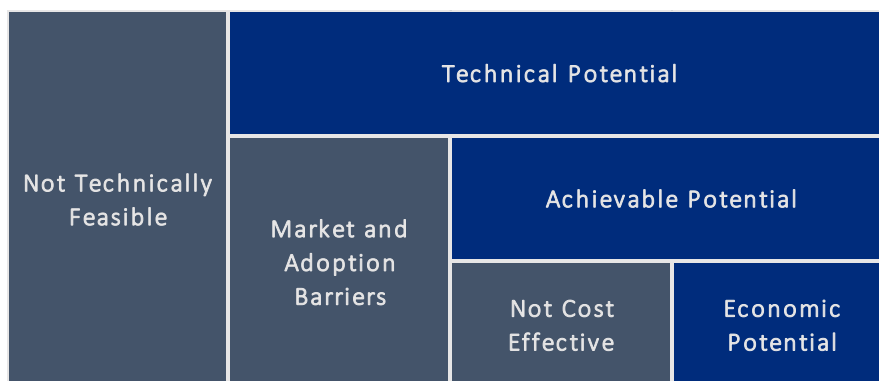 Technical Potential
Not Technically
Feasible
Achievable Potential
Market and
Adoption
Barriers
Not Cost
Effective
Economic
Potential